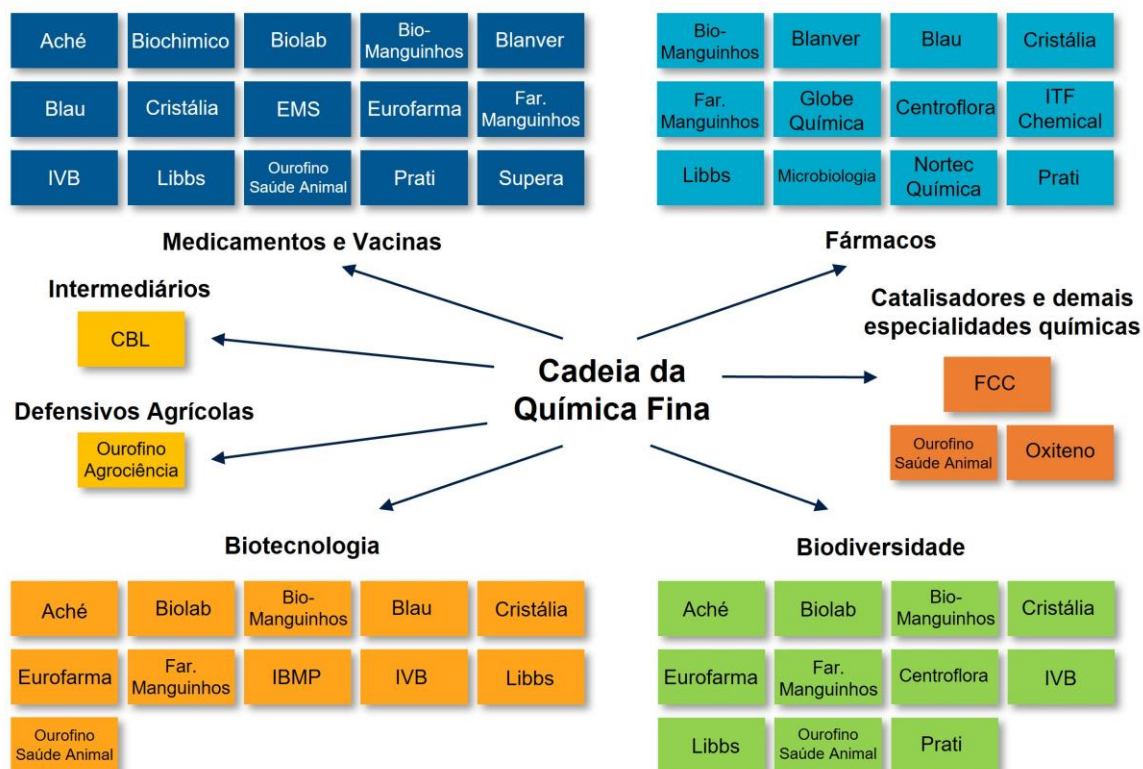 Aché
Biochimico
Biolab
Bio-
Manguinhos
Blanver
Blau
Cristália
EMS
Eurofarma
Far.
Manguinhos
IVB
Libbs
Ourofino
Saúde Animal
Prati
Supera
Medicamentos e Vacinas
Bio-
Manguinhos
Blanver
Blau
Cristália
Far.
Manguinhos
Globe
Química
Centroflora
ITF
Chemical
Libbs
Microbiologia
Nortec
Química
Prati
Fármacos
Intermediários
CBL
Defensivos Agrícolas
Ourofino
Agrociência
Cadeia da
Química Fina
Catalisadores e demais
especialidades químicas
FCC
Ourofino
Saúde Animal
Oxiteno
Biotecnologia
Aché
Biolab
Bio-
Manguinhos
Blau
Cristália
Eurofarma
Far.
Manguinhos
IBMP
IVB
Libbs
Ourofino
Saúde Animal
Biodiversidade
Aché
Biolab
Bio-
Manguinhos
Cristália
Eurofarma
Far.
Manguinhos
Centroflora
IVB
Libbs
Ourofino
Saúde Animal
Prati